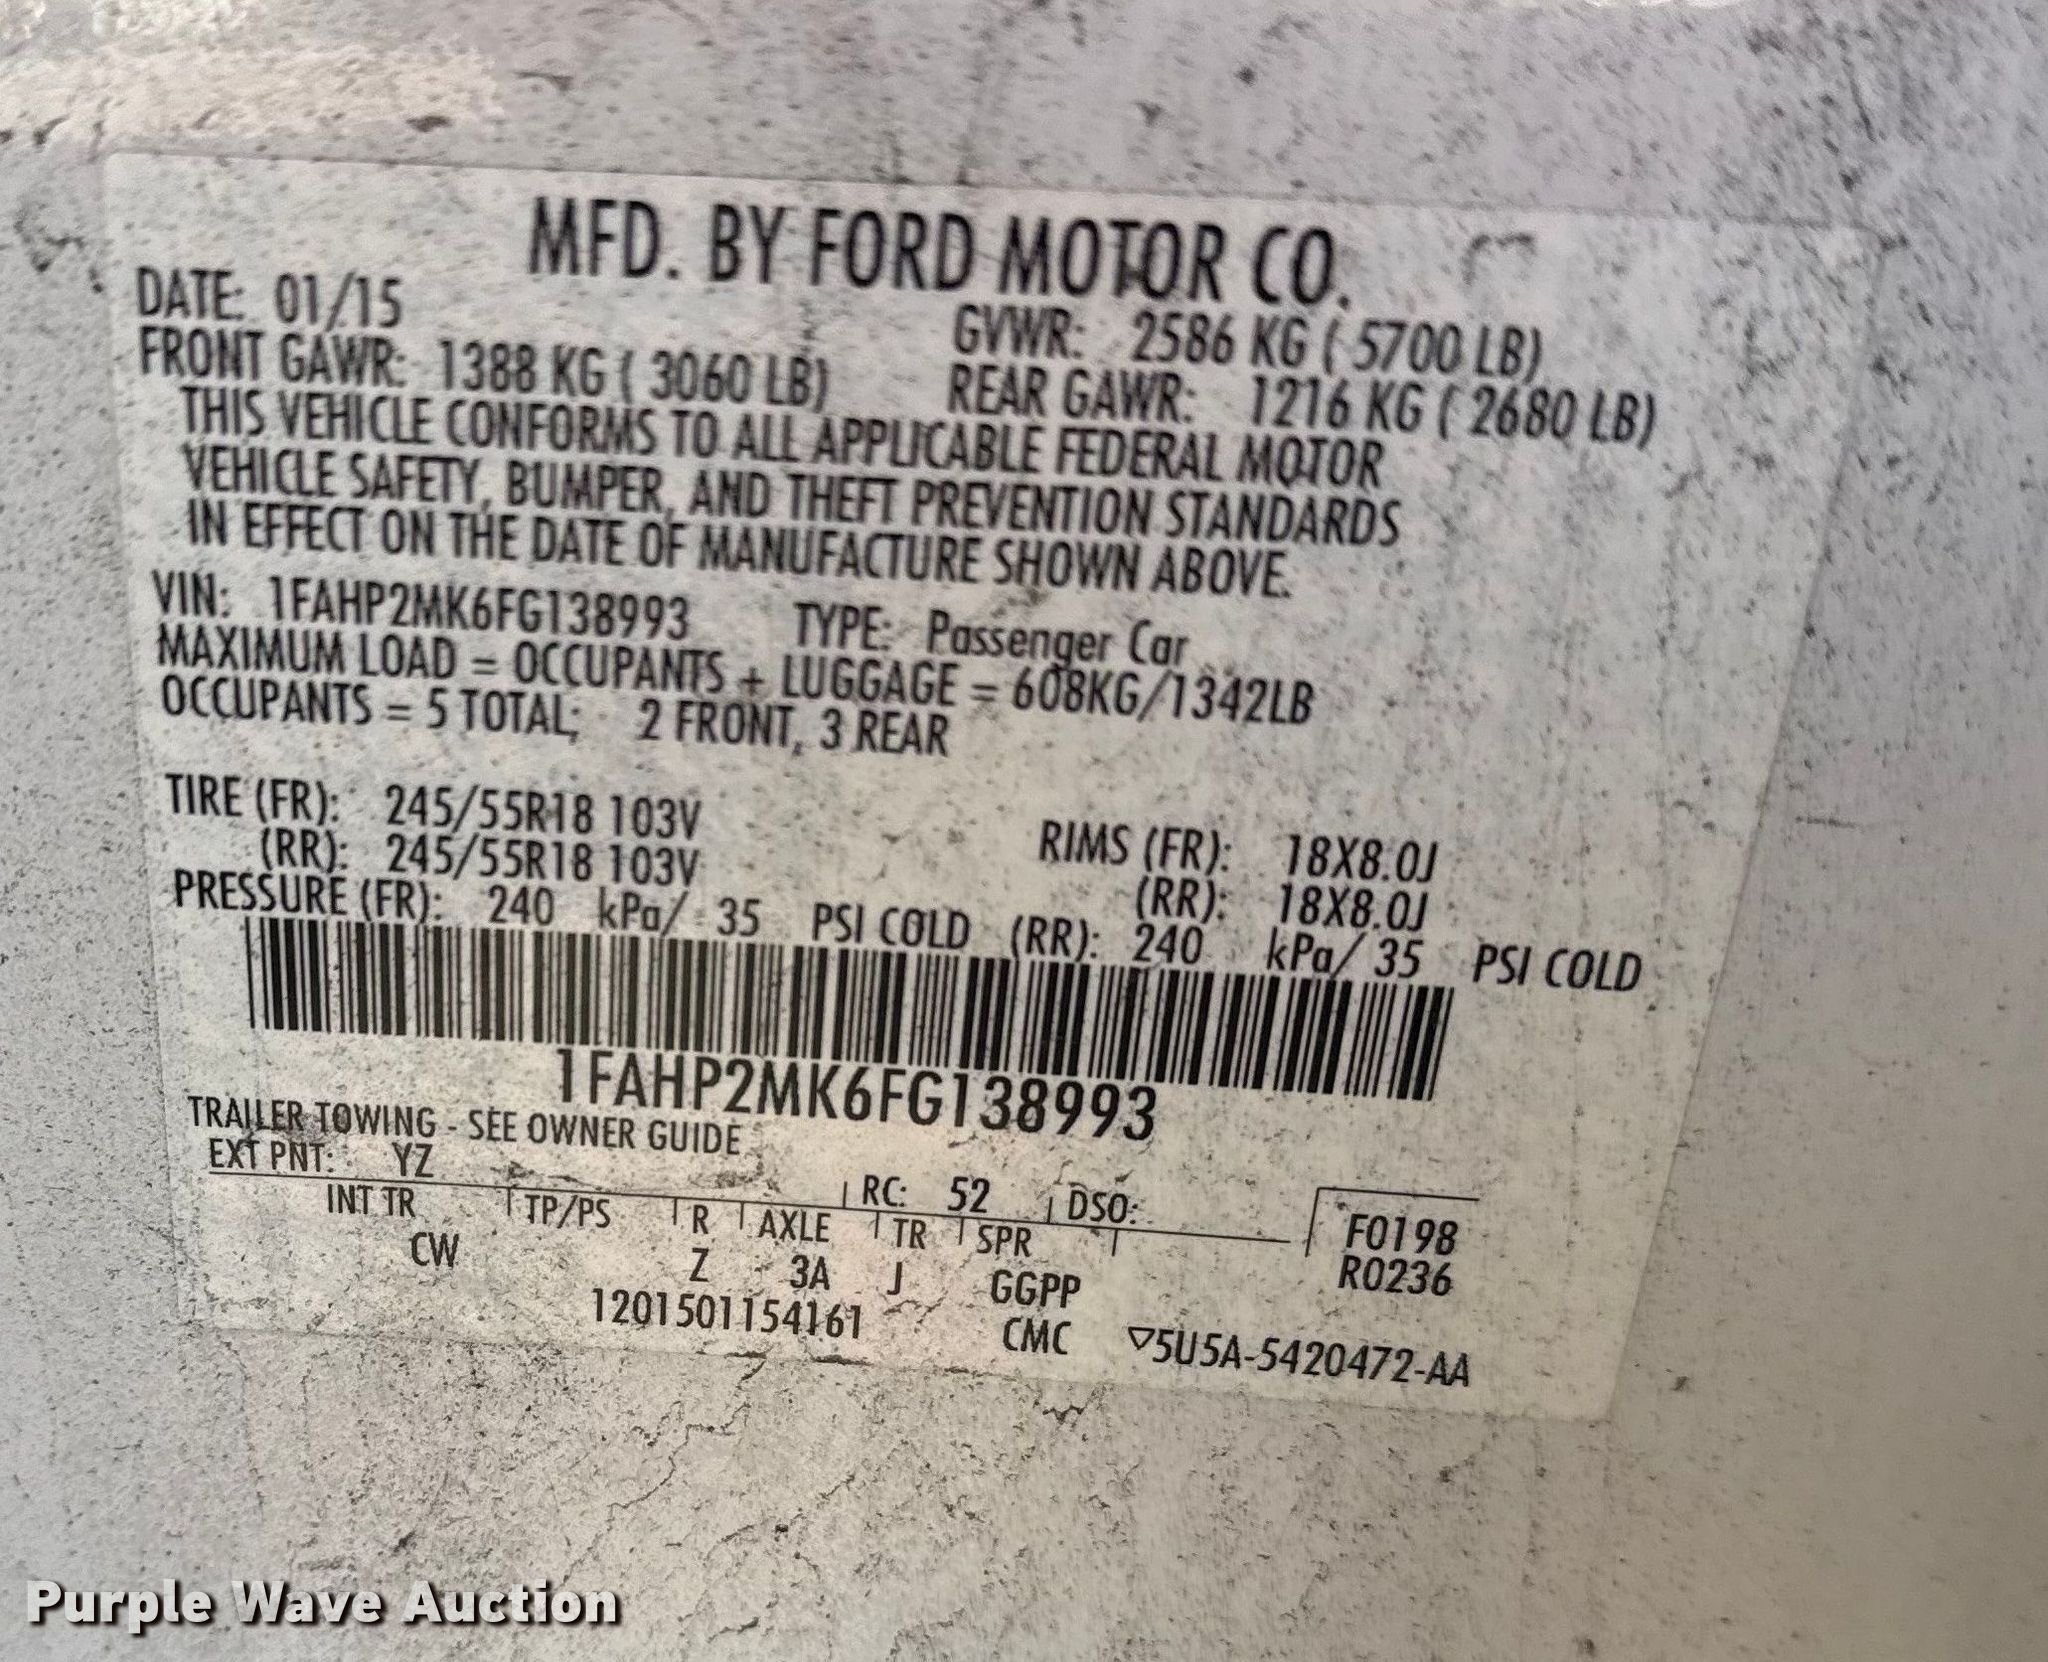 MFD. BY FORD MOTOR CO.
DATE: 01/15 GVWR: 2586 KG ( 5700 LB)
FRONT GAWR: 1388 KG ( 3060 LB) REAR GAWR: 1216 KG ( 2680 LB)
THIS VEHICLE CONFORMS TO ALL APPLICABLE FEDERAL MOTOR
VEHICLE SAFETY, BUMPER, AND THEFT PREVENTION STANDARDS
IN EFFECT ON THE DATE OF MANUFACTURE SHOWN ABOVE.
VIN: 1FAHP2MK6FG138993 TYPE: Passenger Car
MAXIMUM LOAD = OCCUPANTS + LUGGAGE = 608KG/1342LB
OCCUPANTS = 5 TOTAL; 2 FRONT, 3 REAR
TIRE (FR): 245/55R18 103V RIMS (FR): 18X8.0J
(RR): 245/55R18 103V (RR): 18X8.0J
PRESSURE (FR): 240 kPa/ 35 PSI COLD (RR): 240 kPa/ 35 PSI COLD
1FAHP2MK6FG138993
TRAILER TOWING - SEE OWNER GUIDE
EXT PNT: YZ RC: 52 DSO:
INT TR TP/PS R AXLE TR SPR F0198
CW Z 3A J GGPP R0236
1201501154161 CMC ▽5U5A-5420472-AA
Purple Wave Auction